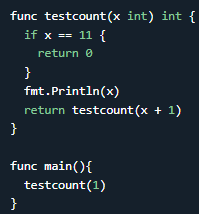 func testcount(x int) int {
  if x == 11 {
    return 0
  }
  fmt.Println(x)
  return testcount(x + 1)
}

func main(){
  testcount(1)
}